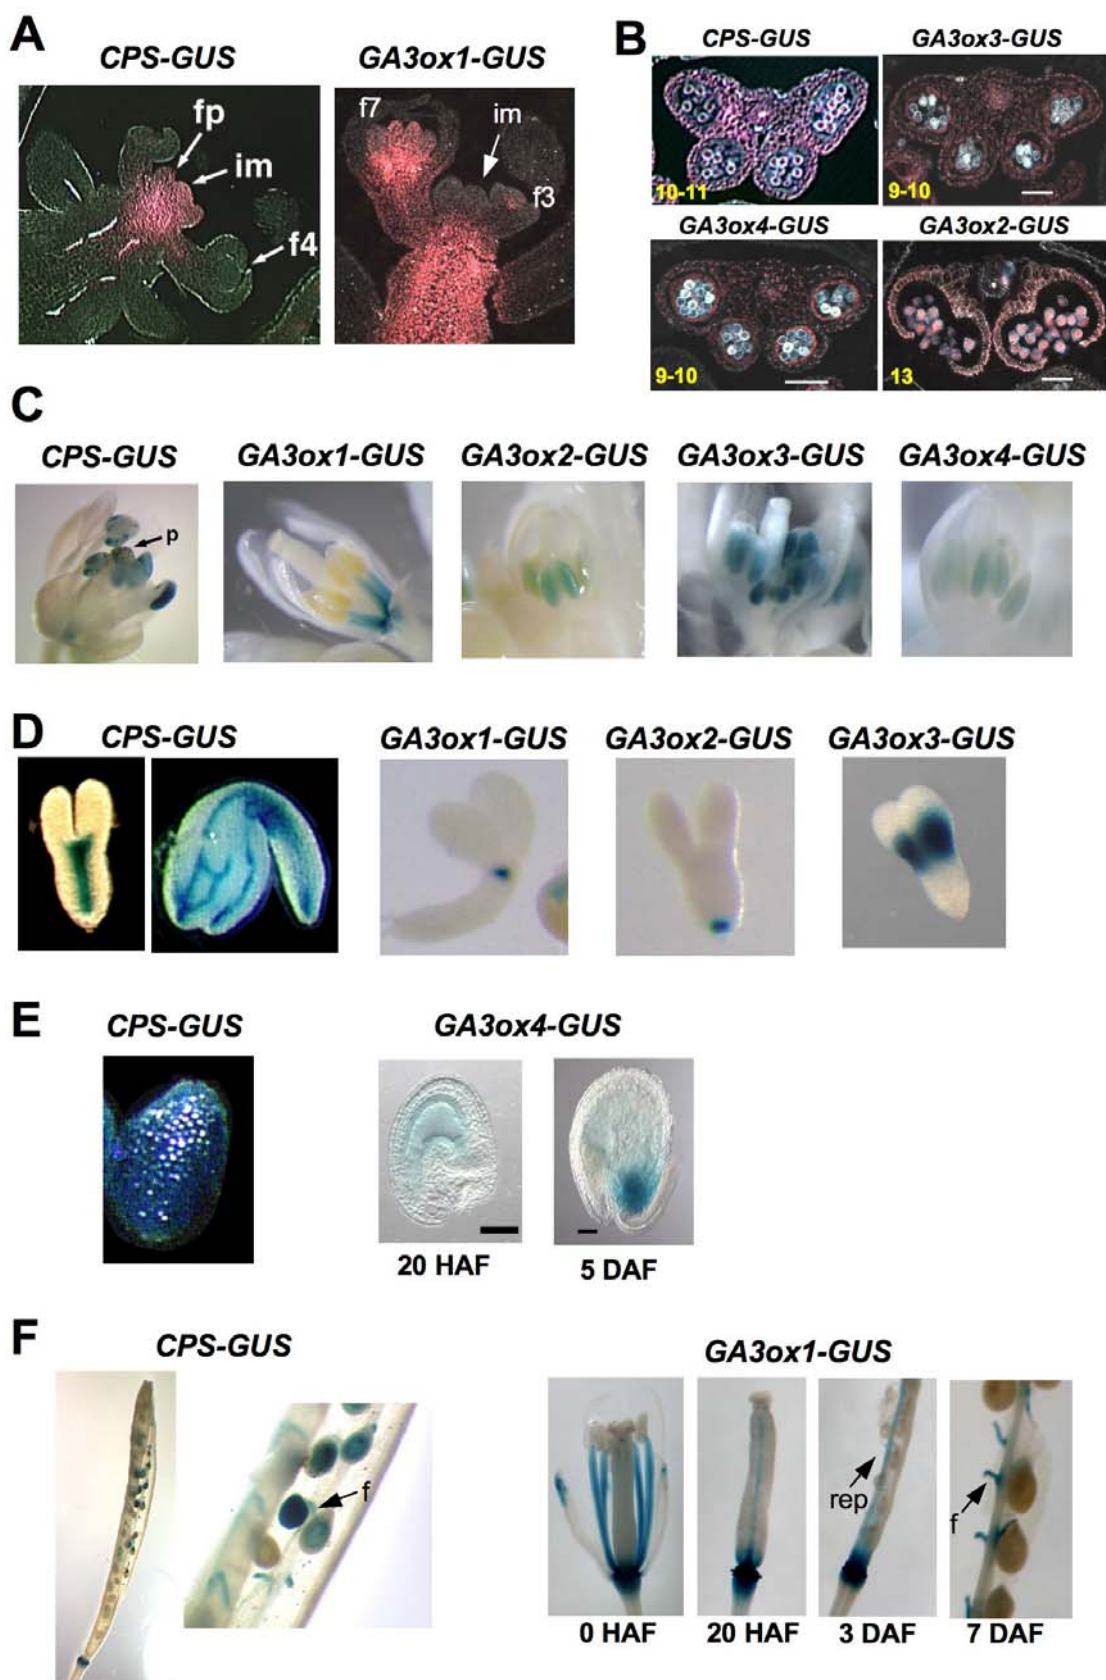 A
CPS-GUS
GA3ox1-GUS
fp
im
f4
f7
im
f3
B
CPS-GUS
GA3ox3-GUS
10-11
9-10
GA3ox4-GUS
GA3ox2-GUS
9-10
13
C
CPS-GUS
GA3ox1-GUS
GA3ox2-GUS
GA3ox3-GUS
GA3ox4-GUS
p
D
CPS-GUS
GA3ox1-GUS
GA3ox2-GUS
GA3ox3-GUS
E
CPS-GUS
GA3ox4-GUS
20 HAF
5 DAF
F
CPS-GUS
GA3ox1-GUS
f
rep
f
0 HAF
20 HAF
3 DAF
7 DAF